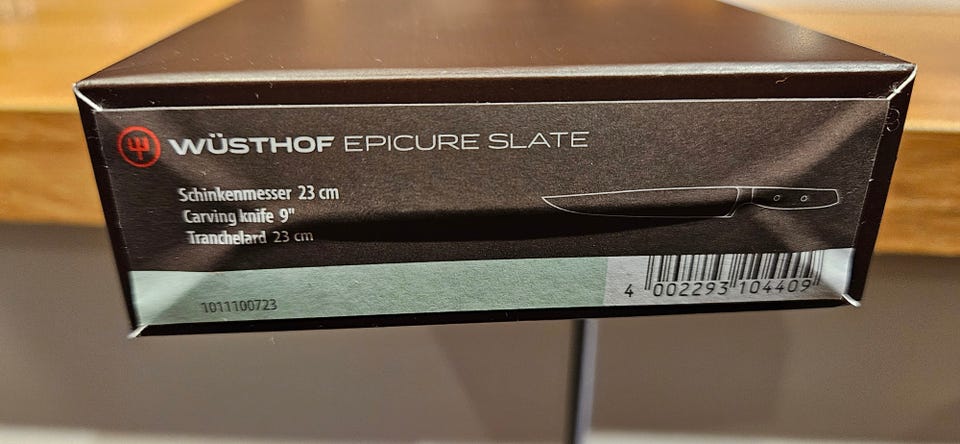 WÜSTHOF EPICURE SLATE
Schinkenmesser 23 cm
Carving knife 9"
Tranchelard 23 cm
1011100723
4 002293 104409